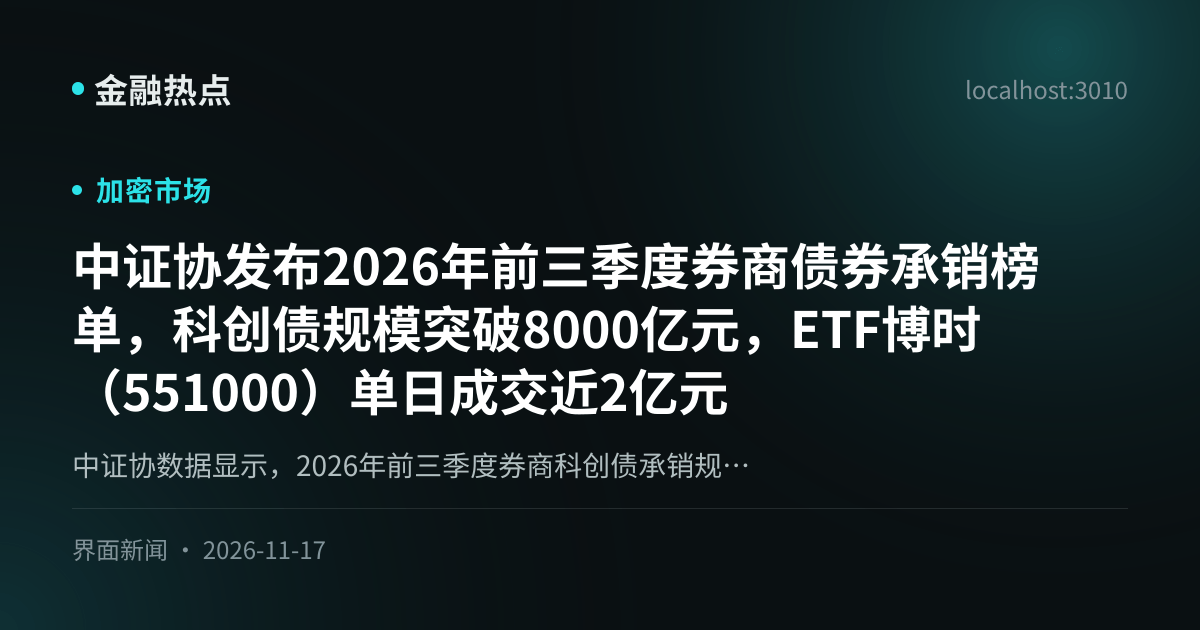 金融热点
localhost:3010
加密市场
中证协发布2026年前三季度券商债券承销榜
单，科创债规模突破8000亿元，ETF博时
（551000）单日成交近2亿元
中证协数据显示，2026年前三季度券商科创债承销规…
界面新闻 • 2026-11-17